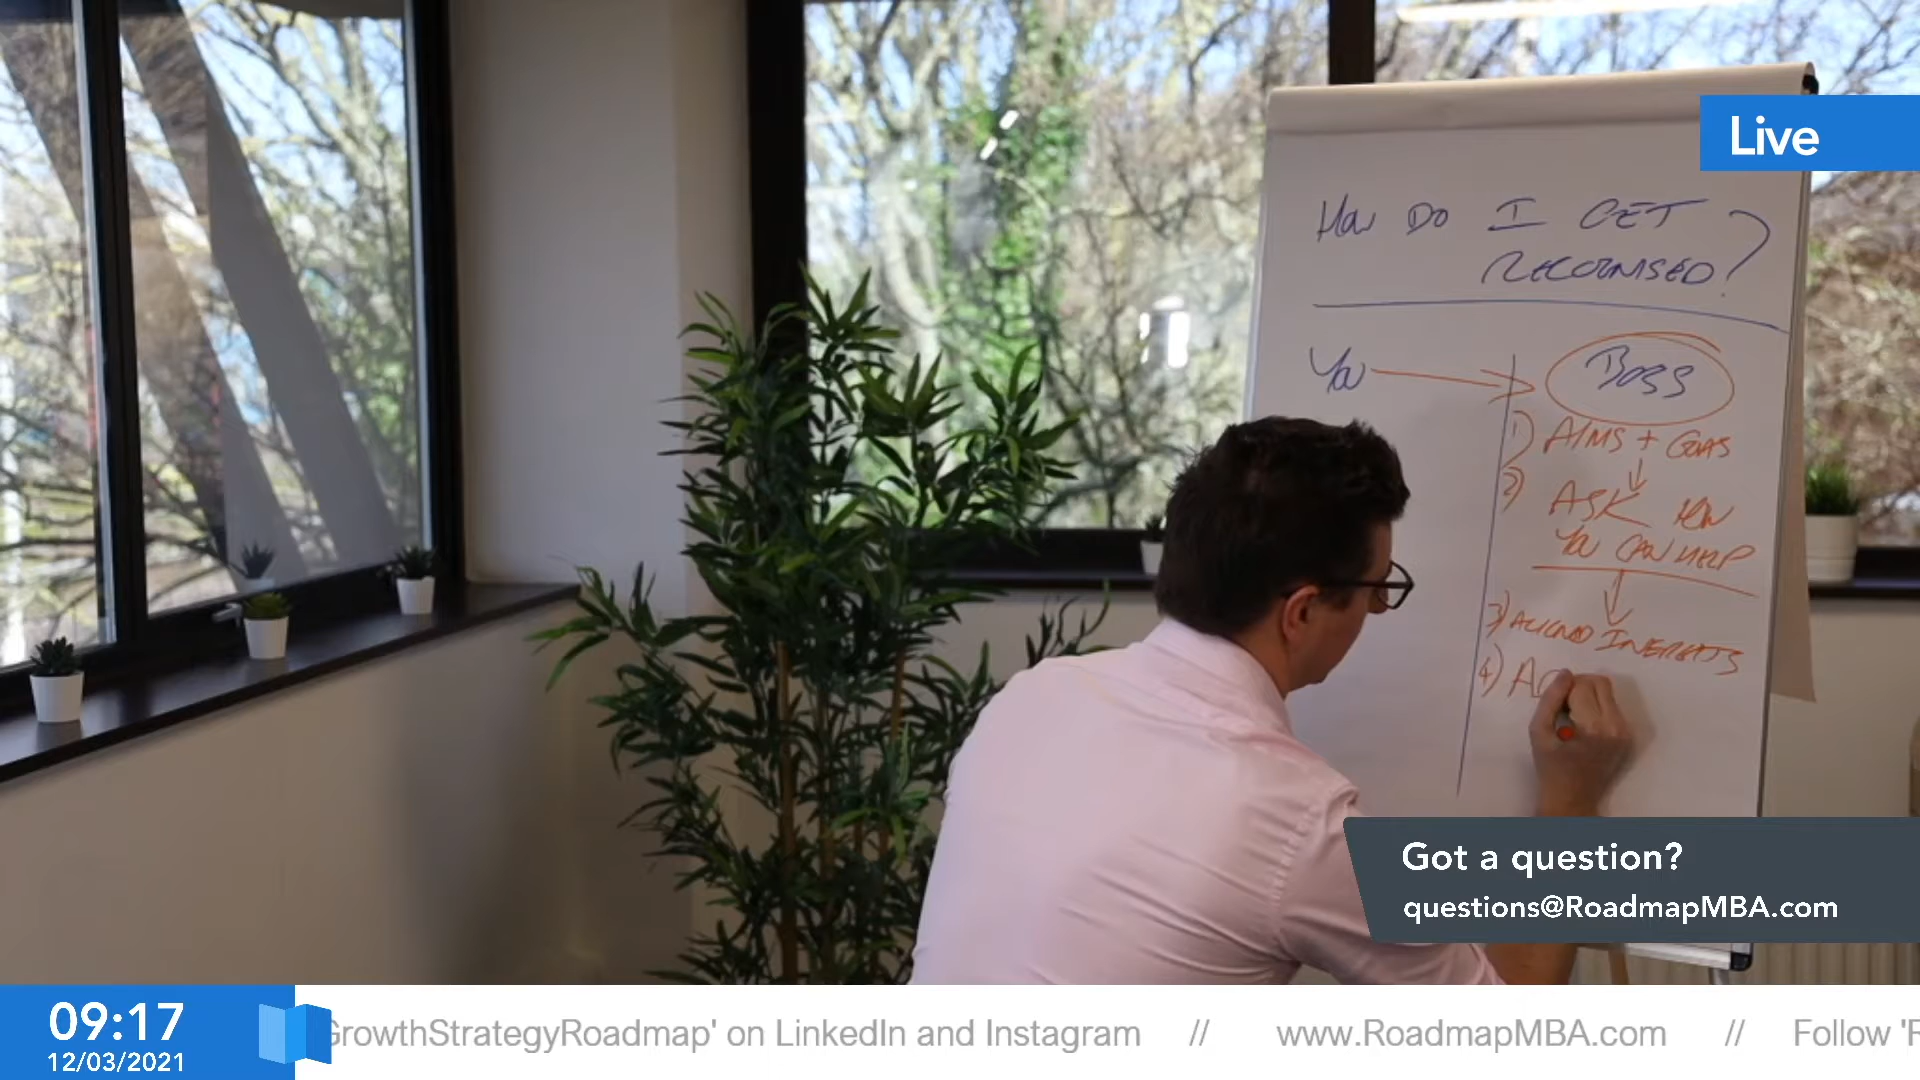 Live
HOW DO I GET
RECOGNISED?
YOU
BOSS
1) AIMS + GOALS
2) ASK HOW
YOU CAN HELP
3) ALIGNED INTERESTS
4) AC
Got a question?
questions@RoadmapMBA.com
09:17
12/03/2021
GrowthStrategyRoadmap' on LinkedIn and Instagram // www.RoadmapMBA.com // Follow 'R